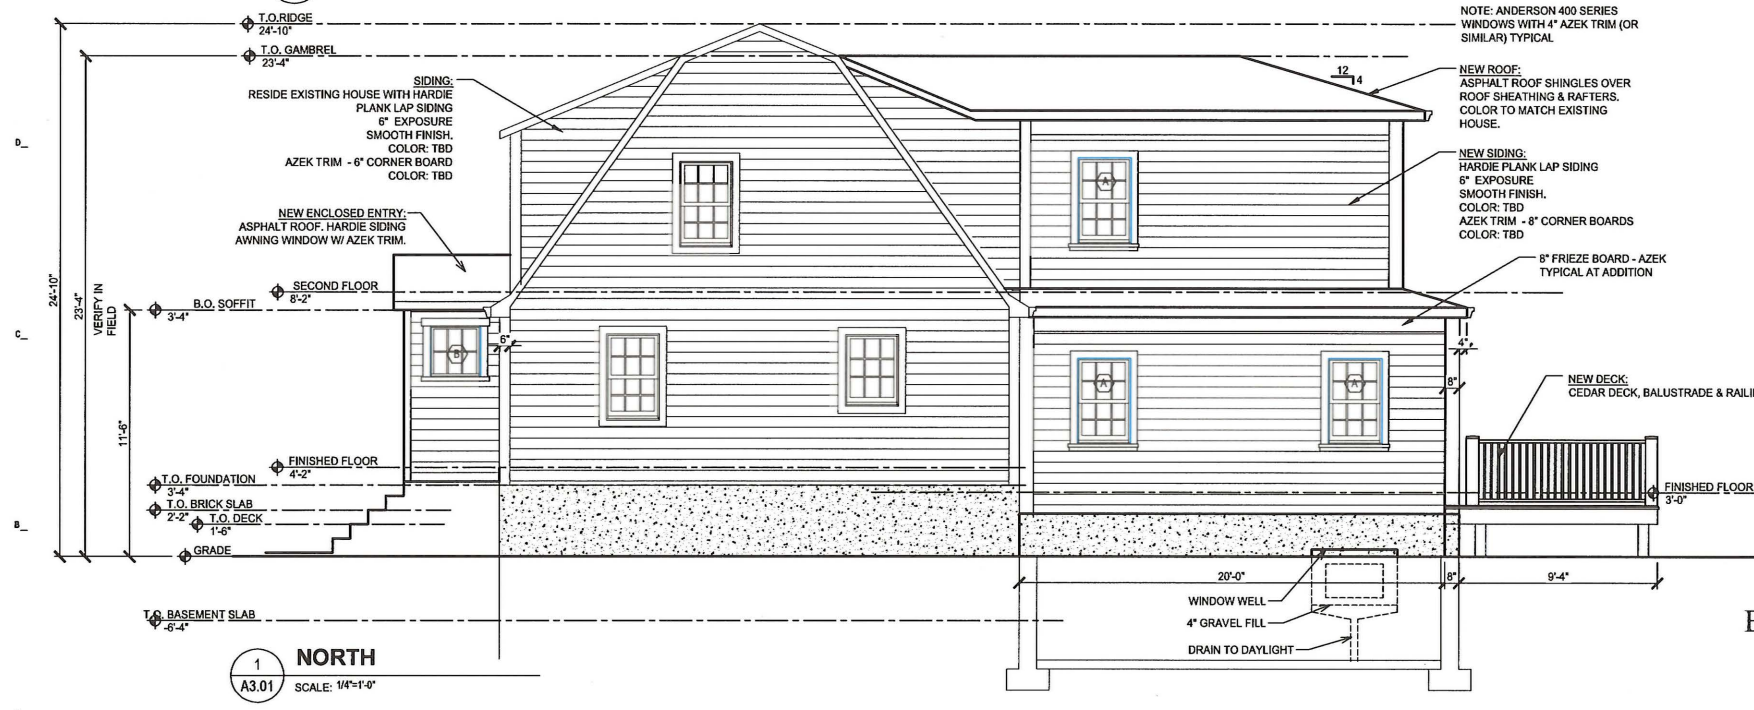 T.O.RIDGE
24'-10"
T.O. GAMBREL
23'-4"
SIDING:
RESIDE EXISTING HOUSE WITH HARDIE
PLANK LAP SIDING
6" EXPOSURE
SMOOTH FINISH.
COLOR: TBD
AZEK TRIM - 6" CORNER BOARD
COLOR: TBD
NEW ENCLOSED ENTRY:
ASPHALT ROOF. HARDIE SIDING
AWNING WINDOW W/ AZEK TRIM.
SECOND FLOOR
8'-2"
B.O. SOFFIT
3'-4"
24'-10"
23'-4"
VERIFY IN
FIELD
11'-6"
FINISHED FLOOR
4'-2"
T.O. FOUNDATION
3'-4"
T.O. BRICK SLAB
2'-2"
T.O. DECK
1'-6"
GRADE
T.O. BASEMENT SLAB
-6'-4"
D_
C_
B_
B
6"
A
A
A
12
4
NOTE: ANDERSON 400 SERIES
WINDOWS WITH 4" AZEK TRIM (OR
SIMILAR) TYPICAL
NEW ROOF:
ASPHALT ROOF SHINGLES OVER
ROOF SHEATHING & RAFTERS.
COLOR TO MATCH EXISTING
HOUSE.
NEW SIDING:
HARDIE PLANK LAP SIDING
6" EXPOSURE
SMOOTH FINISH.
COLOR: TBD
AZEK TRIM - 8" CORNER BOARDS
COLOR: TBD
8" FRIEZE BOARD - AZEK
TYPICAL AT ADDITION
4"
8"
NEW DECK:
CEDAR DECK, BALUSTRADE &
FINISHED FLOOR
3'-0"
20'-0"
8"
9'-4"
WINDOW WELL
4" GRAVEL FILL
DRAIN TO DAYLIGHT
1
A3.01
NORTH
SCALE: 1/4"=1'-0"